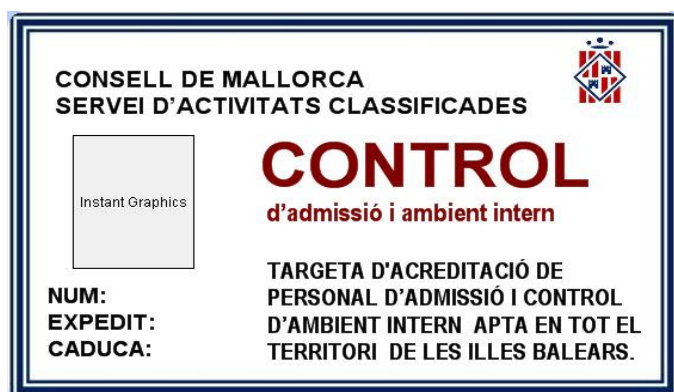 CONSELL DE MALLORCA
SERVEI D'ACTIVITATS CLASSIFICADES
Instant Graphics
CONTROL
d'admissió i ambient intern
NUM:
EXPEDIT:
CADUCA:
TARGETA D'ACREDITACIÓ DE
PERSONAL D'ADMISSIÓ I CONTROL
D'AMBIENT INTERN APTA EN TOT EL
TERRITORI DE LES ILLES BALEARS.